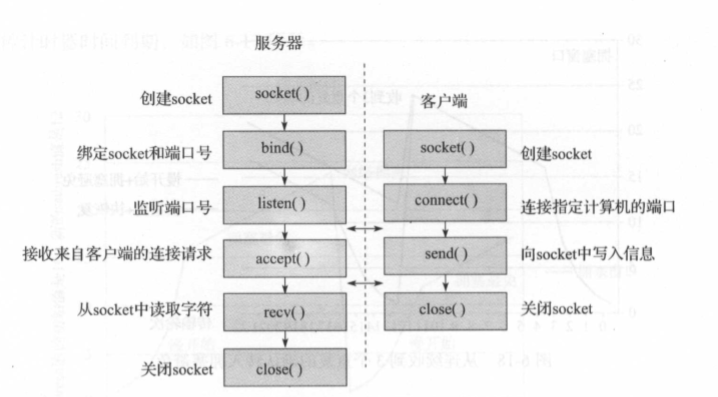 服务器
创建socket
socket( )
客户端
绑定socket和端口号
bind( )
socket( )
创建socket
监听端口号
listen( )
connect( )
连接指定计算机的端口
接收来自客户端的连接请求
accept( )
send( )
向socket中写入信息
从socket中读取字符
recv( )
close( )
关闭socket
关闭socket
close( )